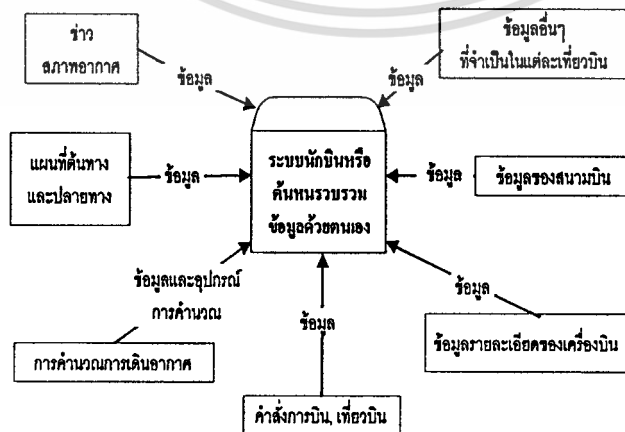 ข่าว
สภาพอากาศ
ข้อมูลอื่นๆ
ที่จำเป็นในแต่ละเที่ยวบิน
ข้อมูล
ข้อมูล
แผนที่ต้นทาง
และปลายทาง
ข้อมูล
ระบบนักบินหรือ
ต้นหนรวบรวม
ข้อมูลด้วยตนเอง
ข้อมูล
ข้อมูลของสนามบิน
ข้อมูลและอุปกรณ์
การคำนวณ
ข้อมูล
ข้อมูล
การคำนวณการเดินอากาศ
ข้อมูลรายละเอียดของเครื่องบิน
คำสั่งการบิน, เที่ยวบิน